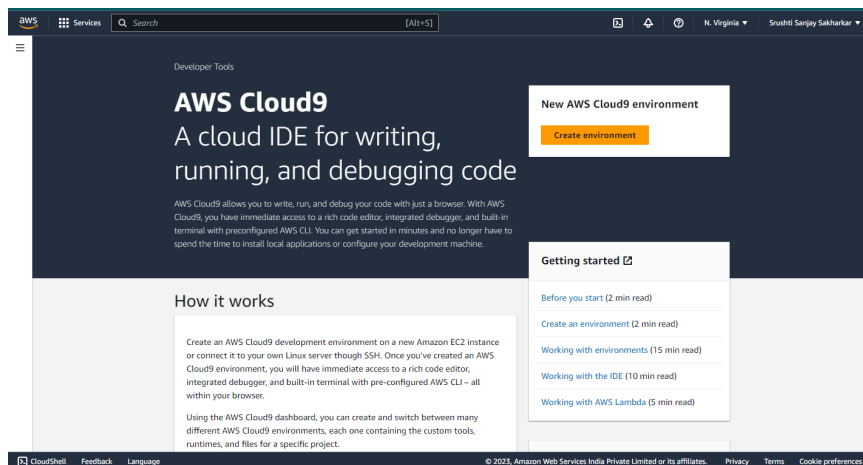 aws
Services
Search
[Alt+S]
N. Virginia
Srushti Sanjay Sakharkar
Developer Tools
AWS Cloud9
A cloud IDE for writing,
running, and debugging code
AWS Cloud9 allows you to write, run, and debug your code with just a browser. With AWS
Cloud9, you have immediate access to a rich code editor, integrated debugger, and built-in
terminal with preconfigured AWS CLI. You can get started in minutes and no longer have to
spend the time to install local applications or configure your development machine.
New AWS Cloud9 environment
Create environment
Getting started
Before you start (2 min read)
Create an environment (2 min read)
Working with environments (15 min read)
Working with the IDE (10 min read)
Working with AWS Lambda (5 min read)
How it works
Create an AWS Cloud9 development environment on a new Amazon EC2 instance
or connect it to your own Linux server though SSH. Once you've created an AWS
Cloud9 environment, you will have immediate access to a rich code editor,
integrated debugger, and built-in terminal with pre-configured AWS CLI – all
within your browser.
Using the AWS Cloud9 dashboard, you can create and switch between many
different AWS Cloud9 environments, each one containing the custom tools,
runtimes, and files for a specific project.
CloudShell
Feedback
Language
© 2023, Amazon Web Services India Private Limited or its affiliates.
Privacy
Terms
Cookie preferences